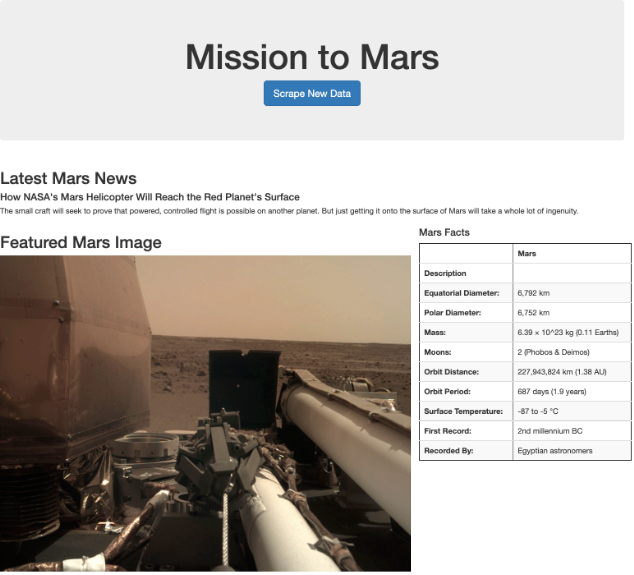 Mission to Mars
Scrape New Data
Latest Mars News
How NASA's Mars Helicopter Will Reach the Red Planet's Surface
The small craft will seek to prove that powered, controlled flight is possible on another planet. But just getting it onto the surface of Mars will take a whole lot of ingenuity.
Featured Mars Image
Mars Facts
Mars
Description
Equatorial Diameter: 6,792 km
Polar Diameter: 6,752 km
Mass: 6.39 × 10^23 kg (0.11 Earths)
Moons: 2 (Phobos & Deimos)
Orbit Distance: 227,943,824 km (1.38 AU)
Orbit Period: 687 days (1.9 years)
Surface Temperature: -87 to -5 °C
First Record: 2nd millennium BC
Recorded By: Egyptian astronomers